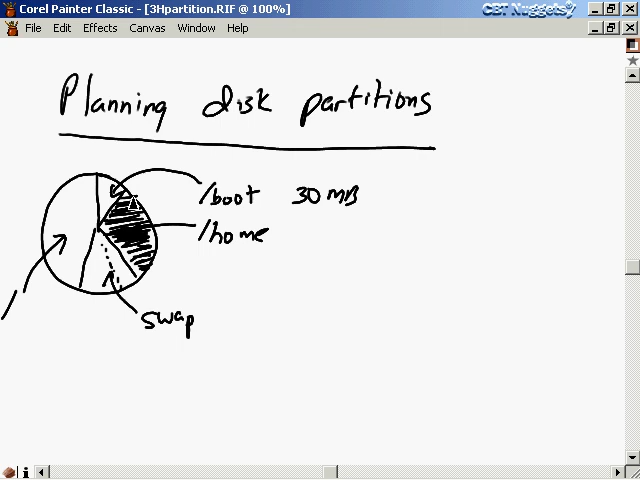 Corel Painter Classic - [3Hpartition.RIF @ 100%]
CBT Nuggets
File Edit Effects Canvas Window Help
Planning disk partitions
/boot 30 MB
/home
/
swap